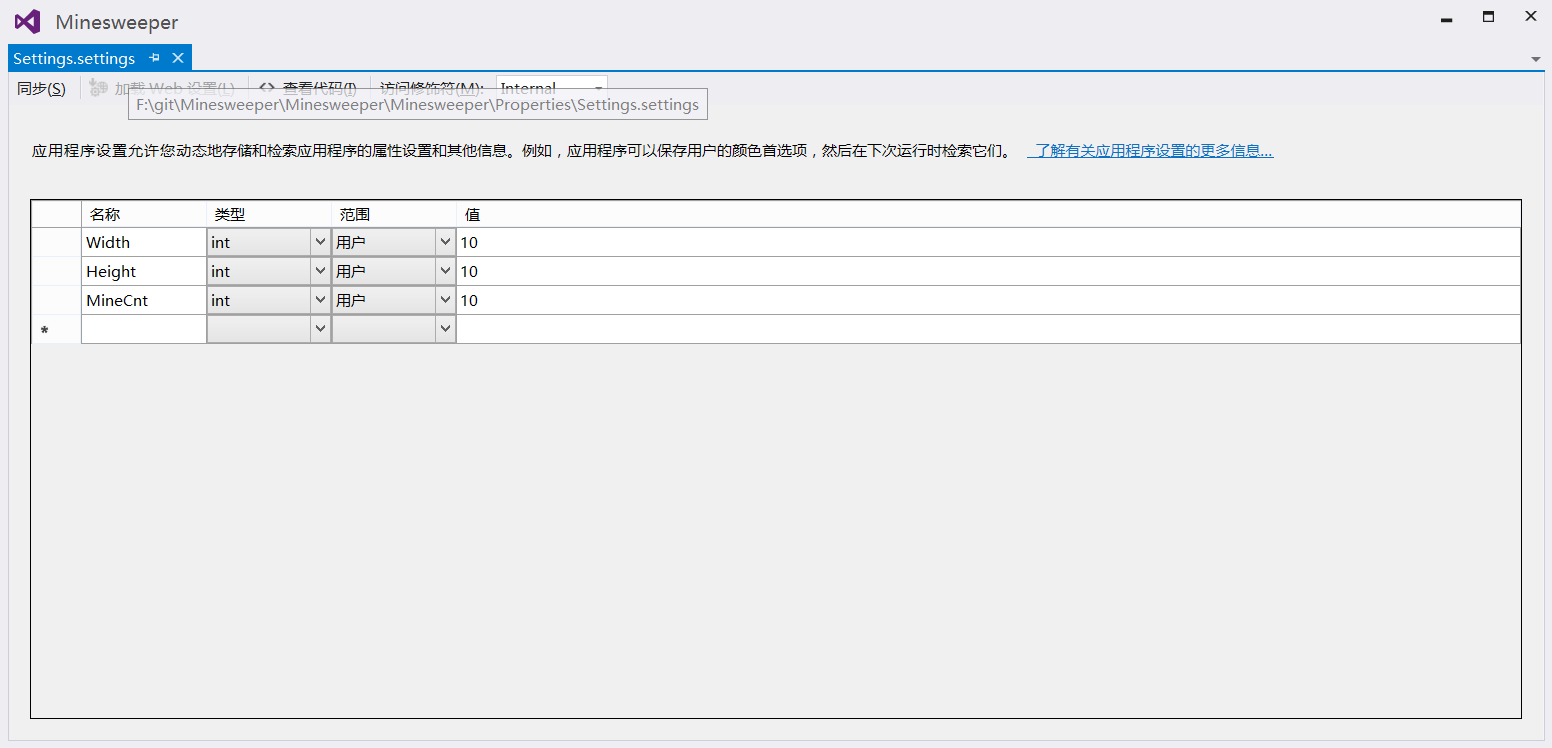 Minesweeper
Settings.settings
同步(S) 加载 Web 设置(L) 查看代码(I) 访问修饰符(M): Internal
F:\git\Minesweeper\Minesweeper\Minesweeper\Properties\Settings.settings
应用程序设置允许您动态地存储和检索应用程序的属性设置和其他信息。例如，应用程序可以保存用户的颜色首选项，然后在下次运行时检索它们。 了解有关应用程序设置的更多信息...
名称 类型 范围 值
Width int 用户 10
Height int 用户 10
MineCnt int 用户 10
*